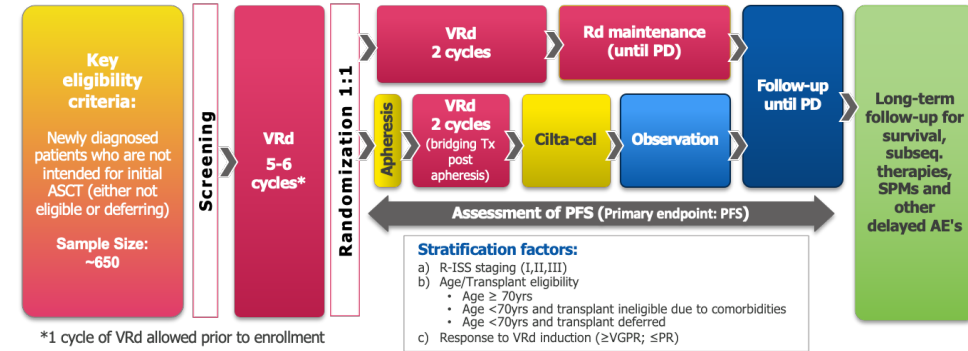 Key
eligibility
criteria:
Newly diagnosed
patients who are not
intended for initial
ASCT (either not
eligible or deferring)
Sample Size:
~650
Screening
VRd
5-6
cycles*
Randomization 1:1
VRd
2 cycles
Rd maintenance
(until PD)
Apheresis
VRd
2 cycles
(bridging Tx
post
apheresis)
Cilta-cel
Observation
Follow-up
until PD
Long-term
follow-up for
survival,
subseq.
therapies,
SPMs and
other
delayed AE's
Assessment of PFS (Primary endpoint: PFS)
Stratification factors:
a) R-ISS staging (I,II,III)
b) Age/Transplant eligibility
• Age ≥ 70yrs
• Age <70yrs and transplant ineligible due to comorbidities
• Age <70yrs and transplant deferred
c) Response to VRd induction (≥VGPR; ≤PR)
*1 cycle of VRd allowed prior to enrollment